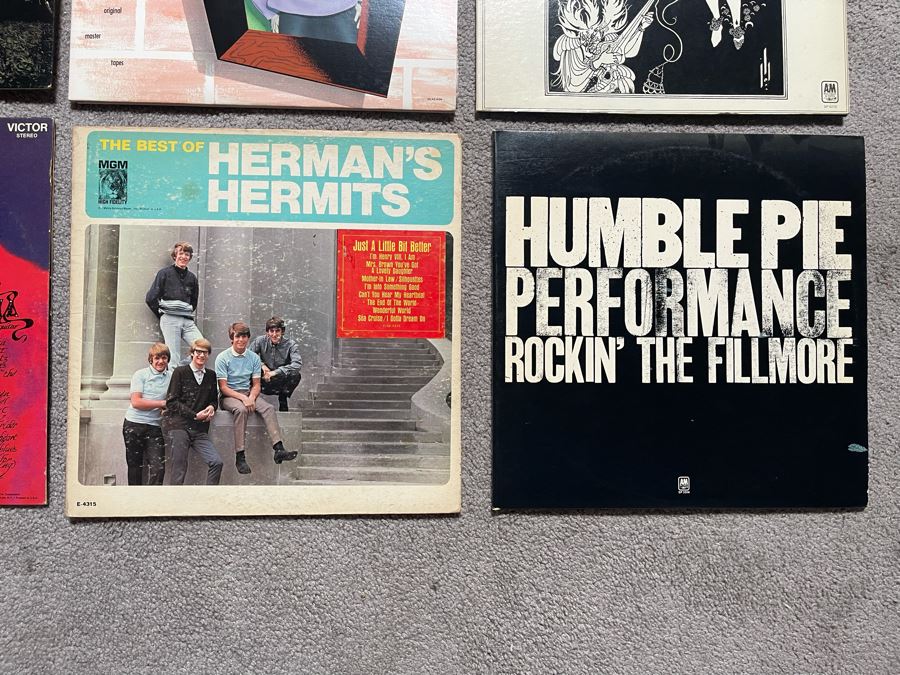 original
master
tapes
AM
VICTOR
STEREO
THE BEST OF HERMAN'S HERMITS
MGM
HIGH FIDELITY
Just A Little Bit Better
I'm Henry VIII, I Am
Mrs. Brown You've Got
A Lovely Daughter
Mother-in Law / Silhouettes
I'm Into Something Good
Can't You Hear My Heartbeat
The End Of The World
Wonderful World
Sea Cruise / I Gotta Dream On
E-4315
HUMBLE PIE
PERFORMANCE
ROCKIN' THE FILLMORE
AM